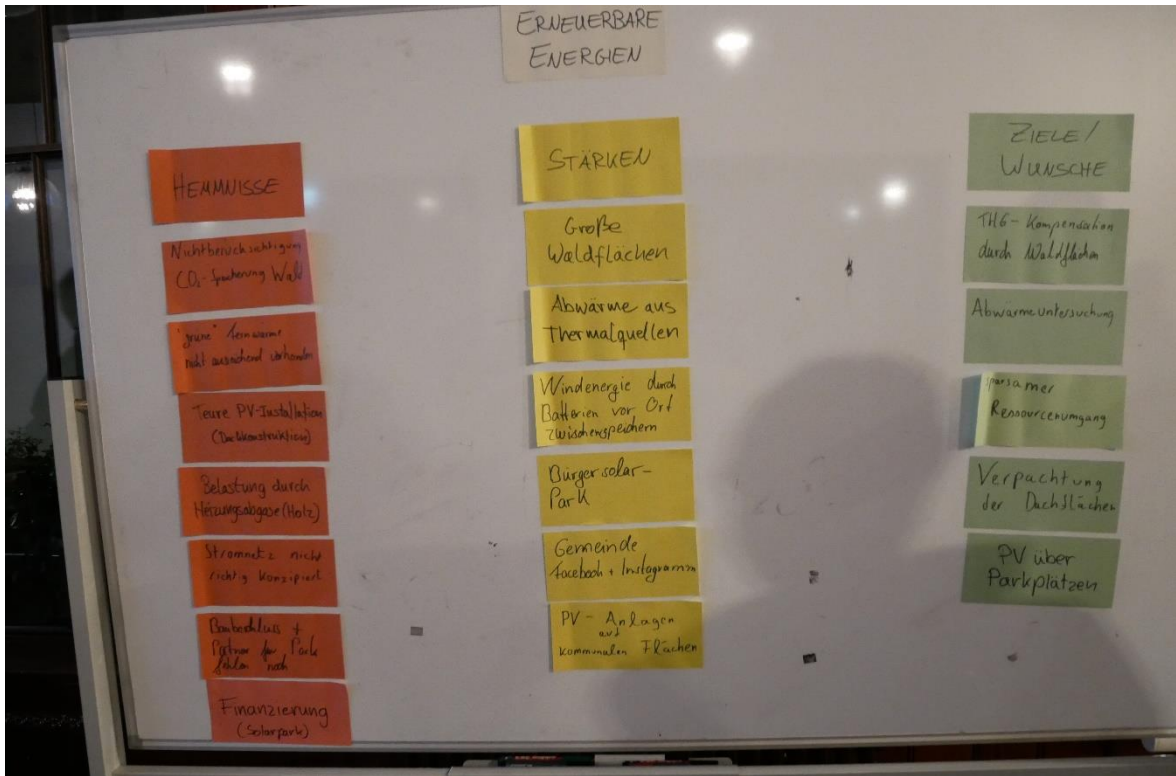 ERNEUERBARE
ENERGIEN
HEMMNISSE
Nichtberücksichtigung
CO₂-Speicherung Wald
"grüne" Fernwärme
nicht ausreichend vorhanden
Teure PV-Installation
(Dachkonstruktion)
Belastung durch
Heizungsabgase (Holz)
Stromnetz nicht
richtig konzipiert
Baubeschluss +
Partner für Park
fehlen noch
Finanzierung
(Solarpark)
STÄRKEN
Große
Waldflächen
Abwärme aus
Thermalquellen
Windenergie durch
Batterien vor Ort
zwischenspeichern
Bürgersolar-
Park
Gemeinde
facebook + Instagramm
PV-Anlagen
auf
kommunalen Flächen
ZIELE/
WÜNSCHE
THG-Kompensation
durch Waldflächen
Abwärmeuntersuchung
sparsamer
Ressourcenumgang
Verpachtung
der Dachflächen
PV über
Parkplätzen